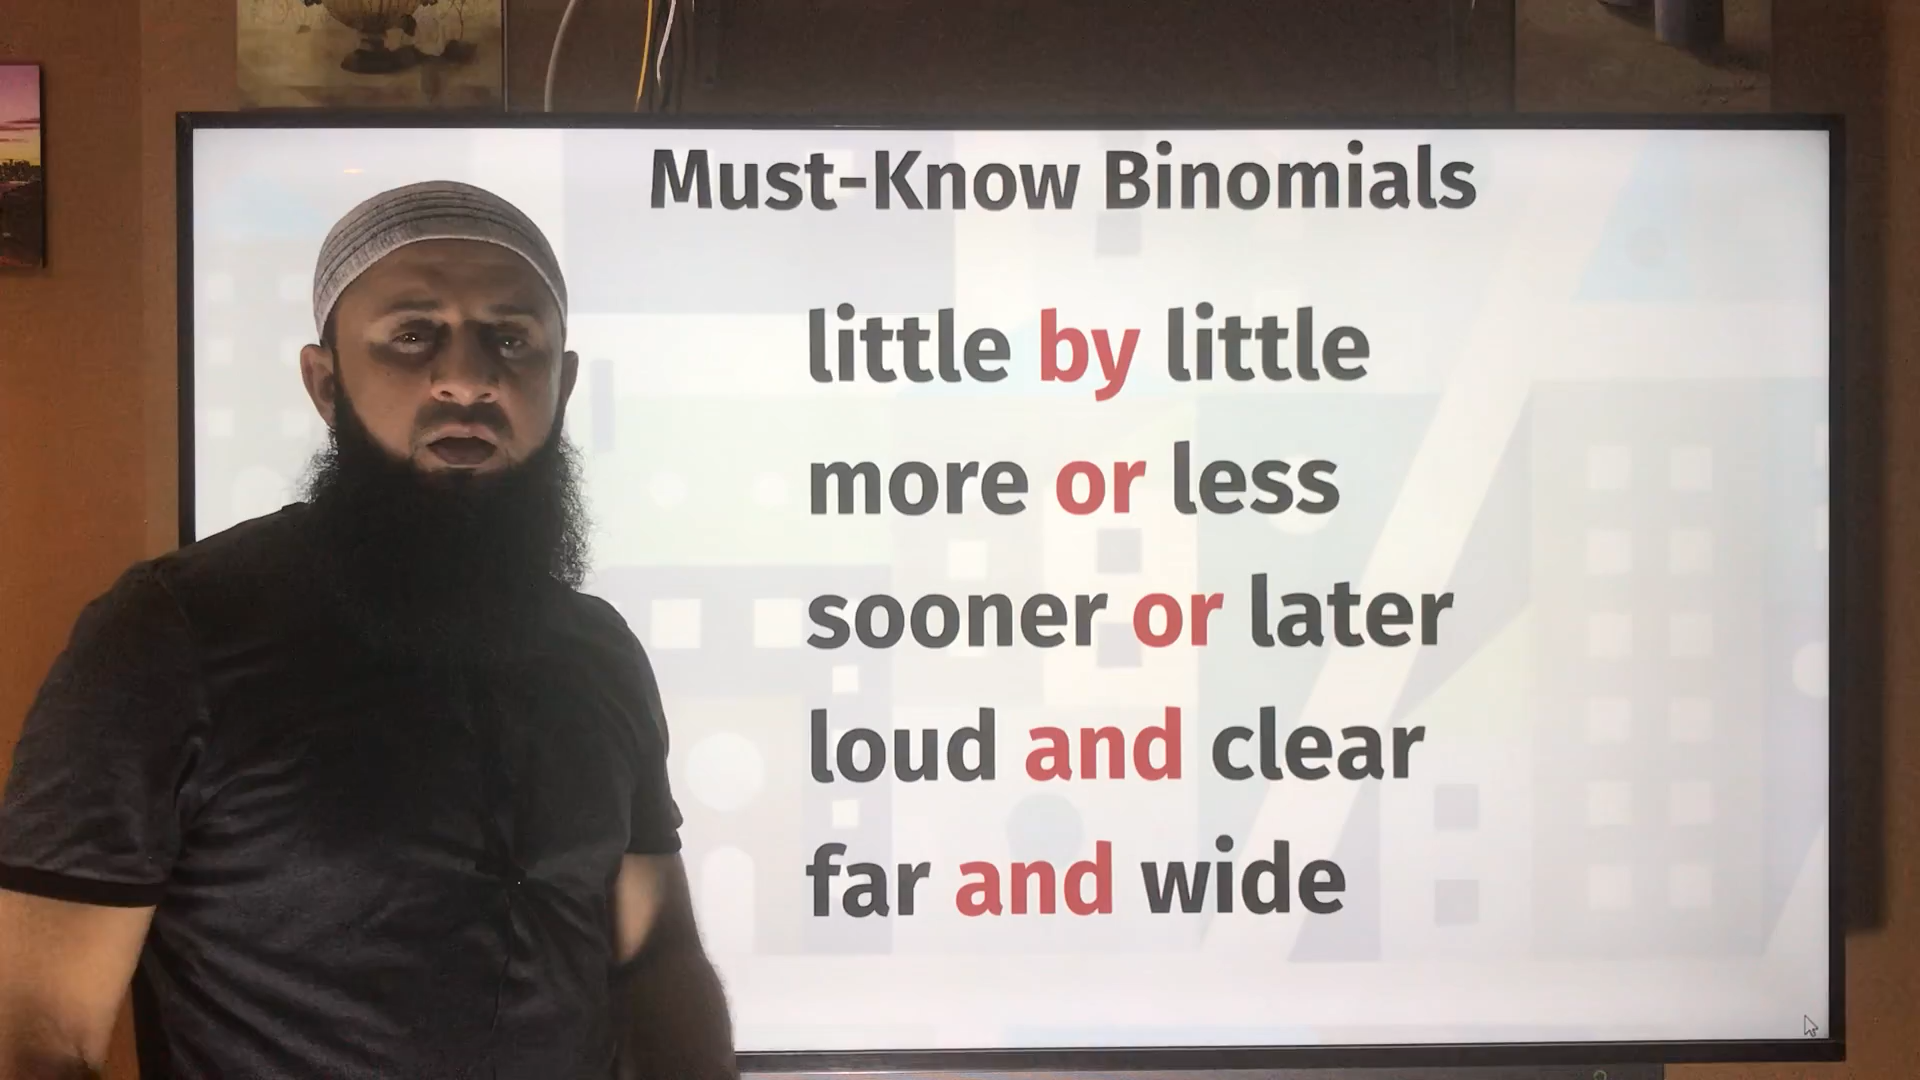 Must-Know Binomials
little by little
more or less
sooner or later
loud and clear
far and wide